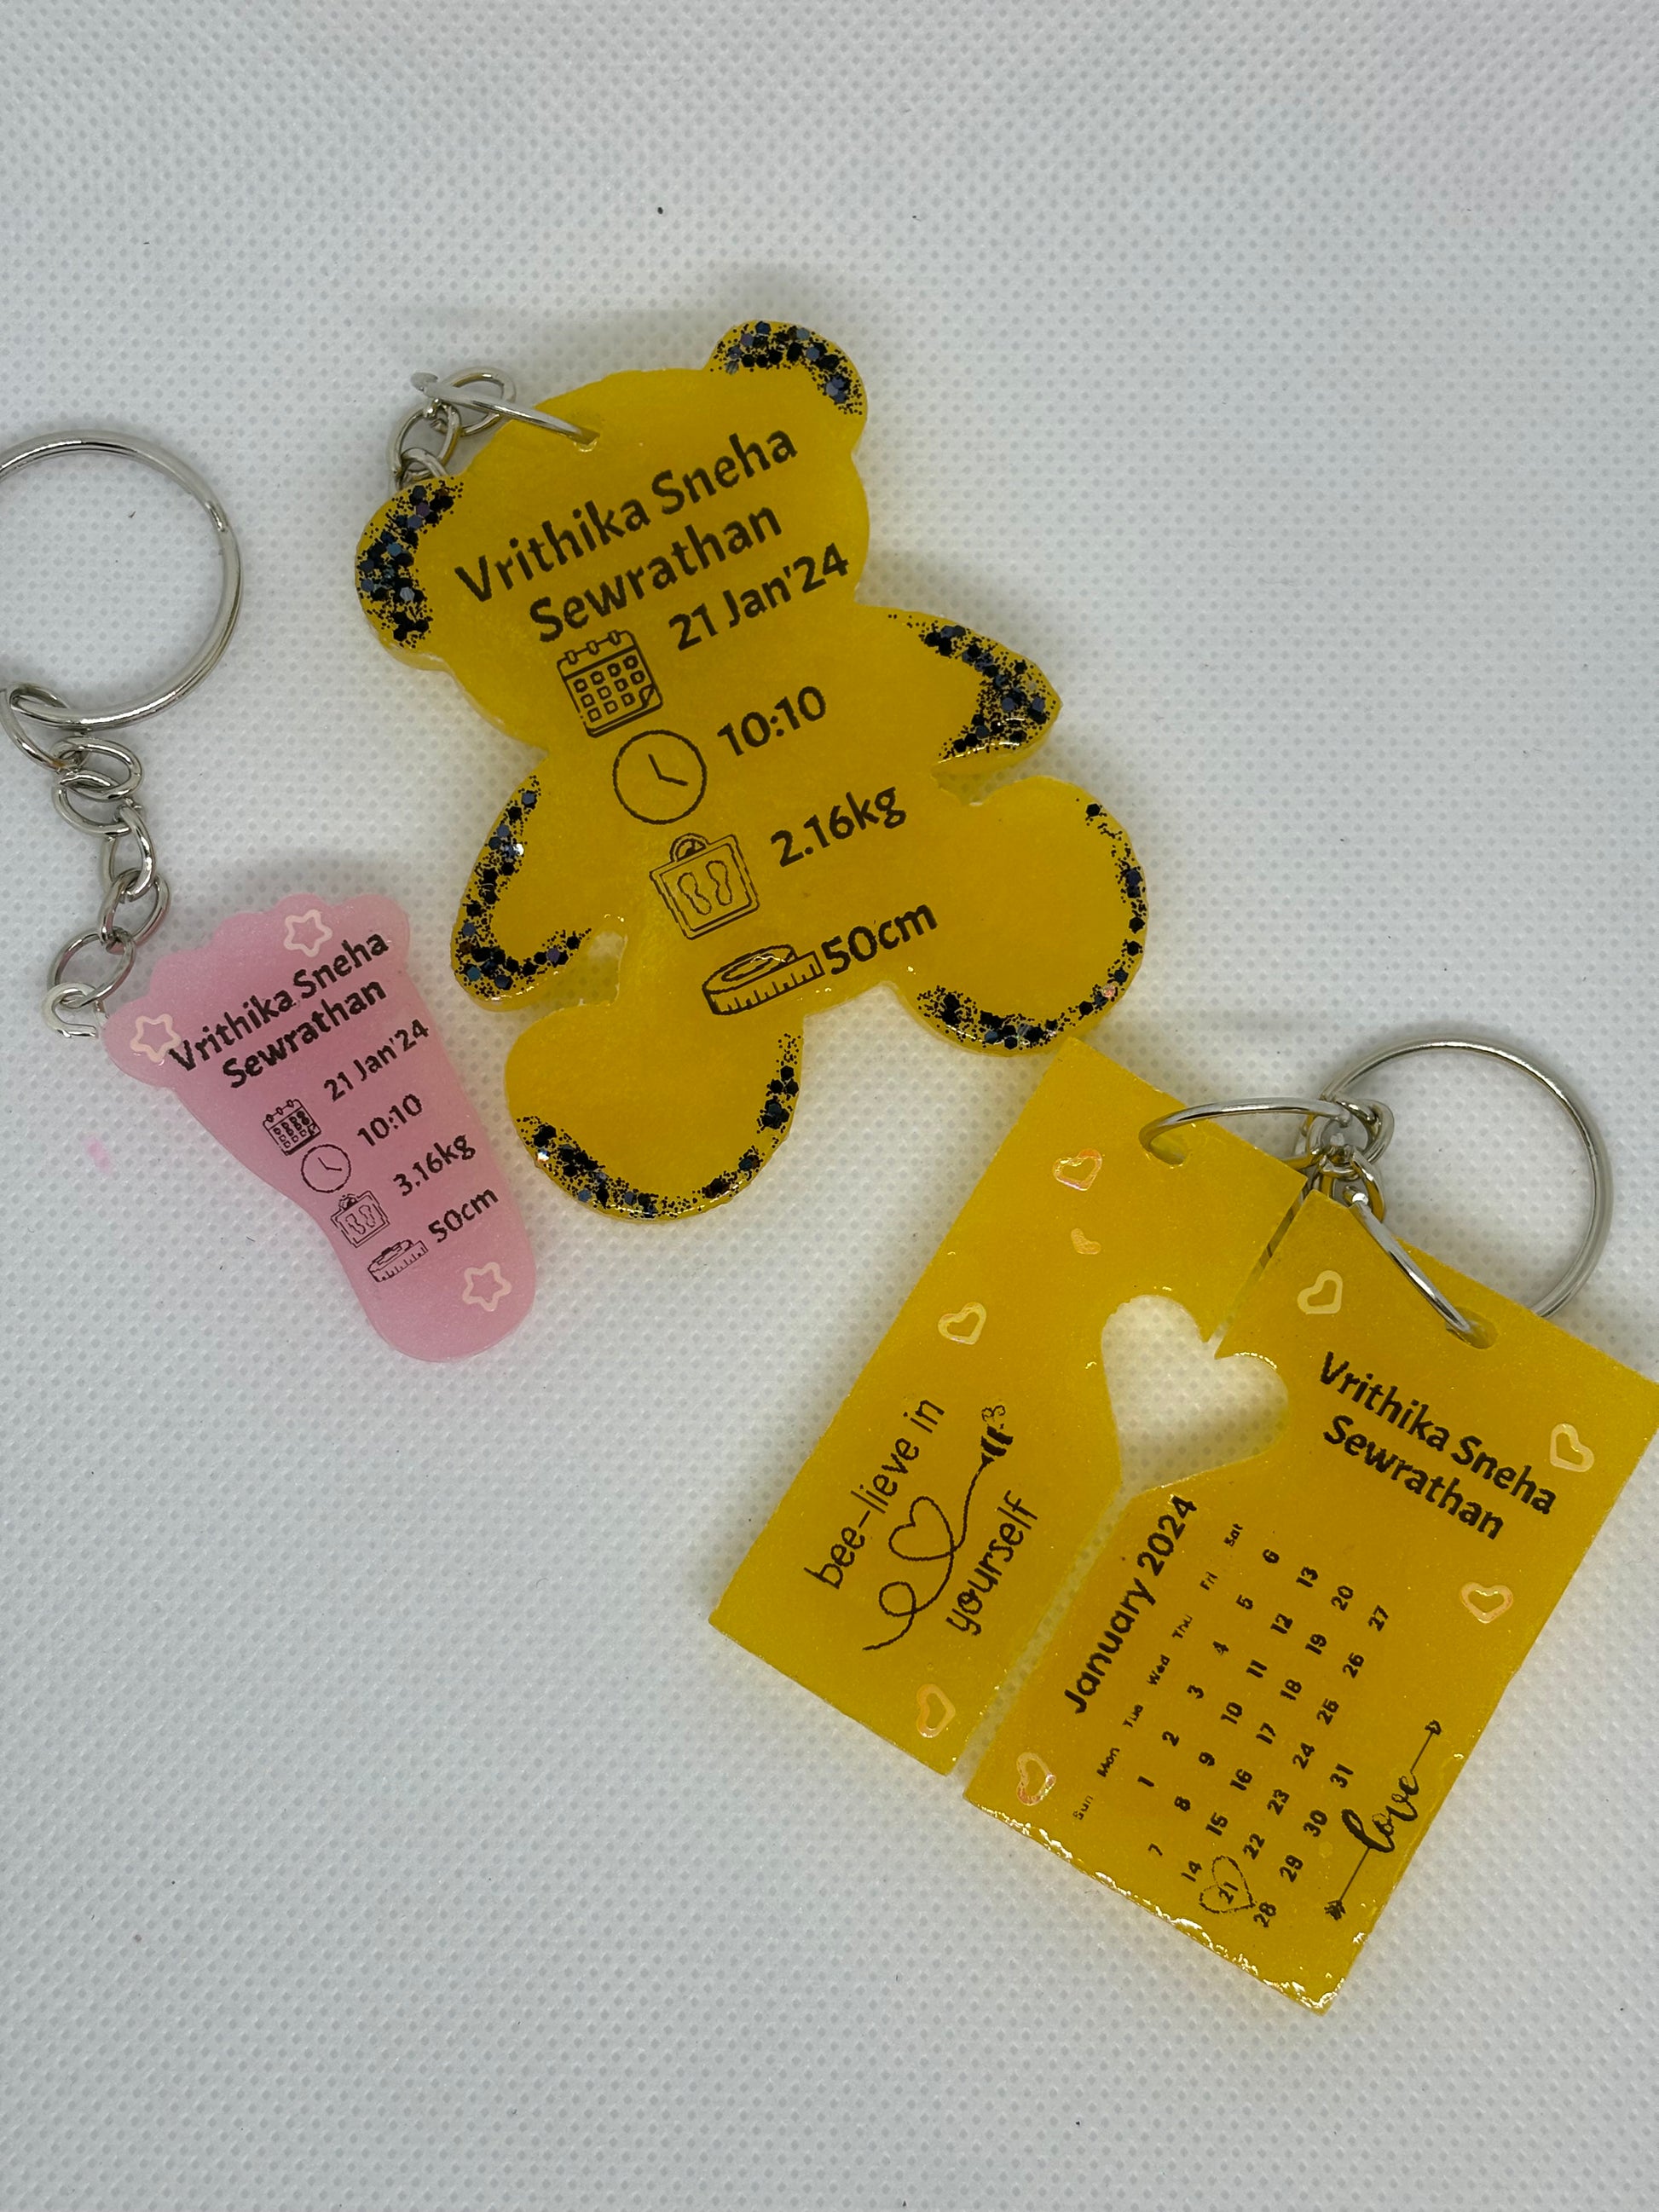 Vrithika Sneha
Sewrathan
21 Jan'24
10:10
2.16kg
50cm
Vrithika Sneha
Sewrathan
21 Jan'24
10:10
3.16kg
50cm
bee-lieve in
yourself
Vrithika Sneha
Sewrathan
January 2024
Sun Mon Tue Wed Thu Fri Sat
1 2 3 4 5 6
7 8 9 10 11 12 13
14 15 16 17 18 19 20
21 22 23 24 25 26 27
28 29 30 31
love